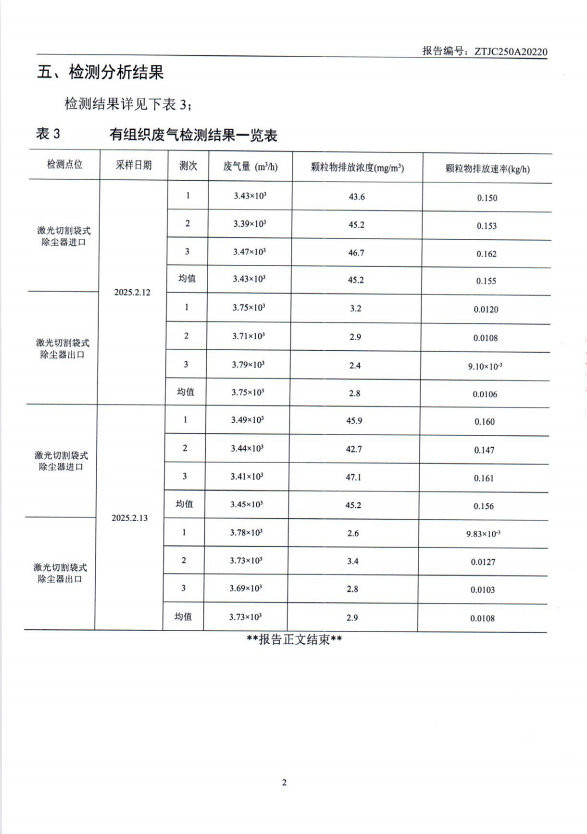 报告编号：ZTJC250A20220
五、检测分析结果
检测结果详见下表 3；
表 3 有组织废气检测结果一览表
检测点位 采样日期 测次 废气量 (m³/h) 颗粒物排放浓度(mg/m³) 颗粒物排放速率(kg/h)
激光切割袋式
除尘器进口
2025.2.12
1 3.43×10³ 43.6 0.150
2 3.39×10³ 45.2 0.153
3 3.47×10³ 46.7 0.162
均值 3.43×10³ 45.2 0.155
激光切割袋式
除尘器出口
1 3.75×10³ 3.2 0.0120
2 3.71×10³ 2.9 0.0108
3 3.79×10³ 2.4 9.10×10⁻³
均值 3.75×10³ 2.8 0.0106
激光切割袋式
除尘器进口
2025.2.13
1 3.49×10³ 45.9 0.160
2 3.44×10³ 42.7 0.147
3 3.41×10³ 47.1 0.161
均值 3.45×10³ 45.2 0.156
激光切割袋式
除尘器出口
1 3.78×10³ 2.6 9.83×10⁻³
2 3.73×10³ 3.4 0.0127
3 3.69×10³ 2.8 0.0103
均值 3.73×10³ 2.9 0.0108
**报告正文结束**
2